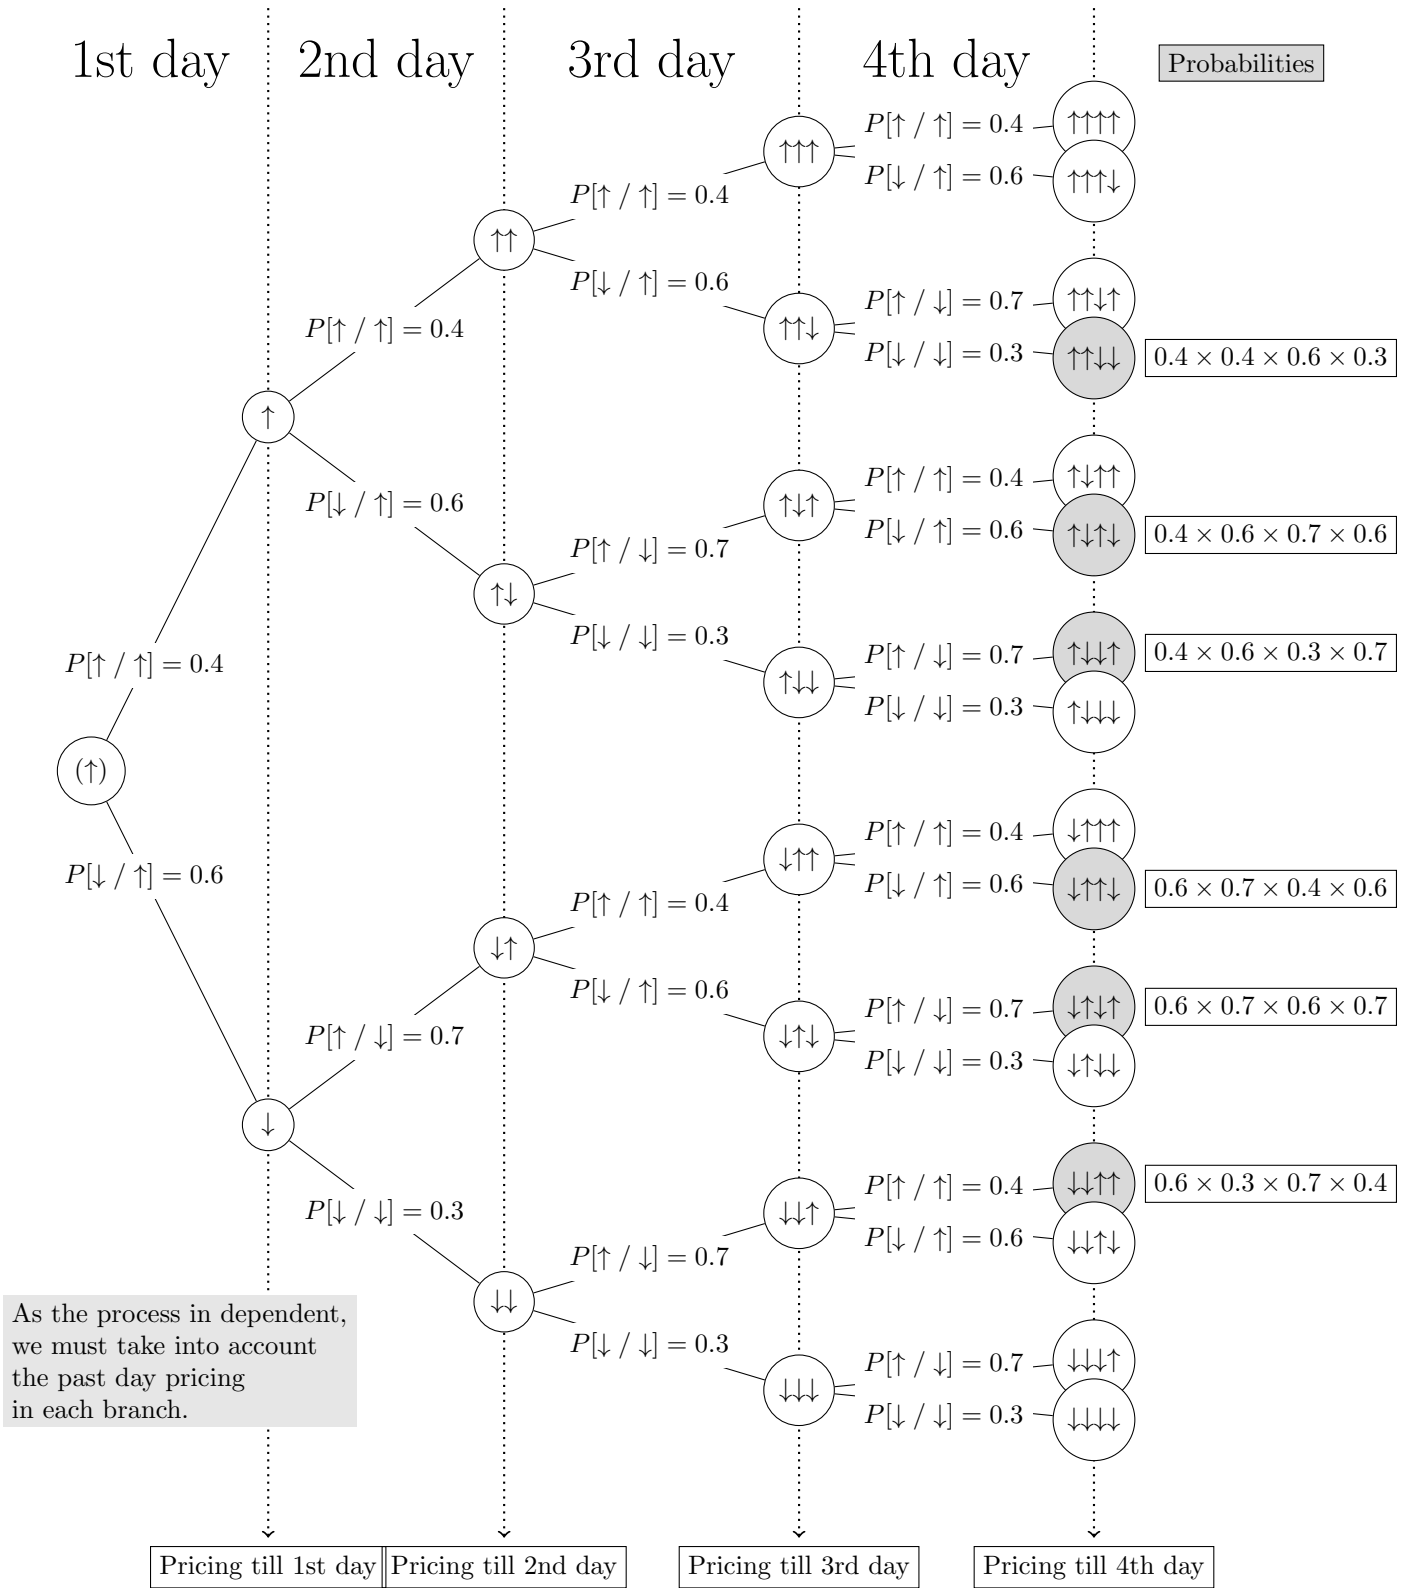 1st day 2nd day 3rd day 4th day Probabilities
P[↑ / ↑] = 0.4
↑↑↑↑
↑↑↑
P[↓ / ↑] = 0.6
↑↑↑↓
P[↑ / ↑] = 0.4
↑↑
P[↓ / ↑] = 0.6
P[↑ / ↓] = 0.7
↑↑↓↑
↑↑↓
P[↑ / ↑] = 0.4
P[↓ / ↓] = 0.3
↑↑↓↓
0.4 × 0.4 × 0.6 × 0.3
↑
P[↑ / ↑] = 0.4
↑↓↑↑
P[↓ / ↑] = 0.6
↑↓↑
P[↓ / ↑] = 0.6
↑↓↑↓
0.4 × 0.6 × 0.7 × 0.6
P[↑ / ↓] = 0.7
↑↓
P[↓ / ↓] = 0.3
P[↑ / ↑] = 0.4
P[↑ / ↓] = 0.7
↑↓↓↑
0.4 × 0.6 × 0.3 × 0.7
↑↓↓
P[↓ / ↓] = 0.3
↑↓↓↓
(↑)
P[↑ / ↑] = 0.4
↓↑↑↑
↓↑↑
P[↓ / ↑] = 0.6
P[↓ / ↑] = 0.6
↓↑↑↓
0.6 × 0.7 × 0.4 × 0.6
P[↑ / ↑] = 0.4
↓↑
P[↓ / ↑] = 0.6
P[↑ / ↓] = 0.7
↓↑↓↑
0.6 × 0.7 × 0.6 × 0.7
P[↑ / ↓] = 0.7
↓↑↓
P[↓ / ↓] = 0.3
↓↑↓↓
↓
P[↓ / ↓] = 0.3
P[↑ / ↑] = 0.4
↓↓↑↑
0.6 × 0.3 × 0.7 × 0.4
↓↓↑
P[↓ / ↑] = 0.6
↓↓↑↓
P[↑ / ↓] = 0.7
↓↓
P[↓ / ↓] = 0.3
P[↑ / ↓] = 0.7
↓↓↓↑
↓↓↓
P[↓ / ↓] = 0.3
↓↓↓↓
As the process in dependent,
we must take into account
the past day pricing
in each branch.
Pricing till 1st day Pricing till 2nd day Pricing till 3rd day Pricing till 4th day